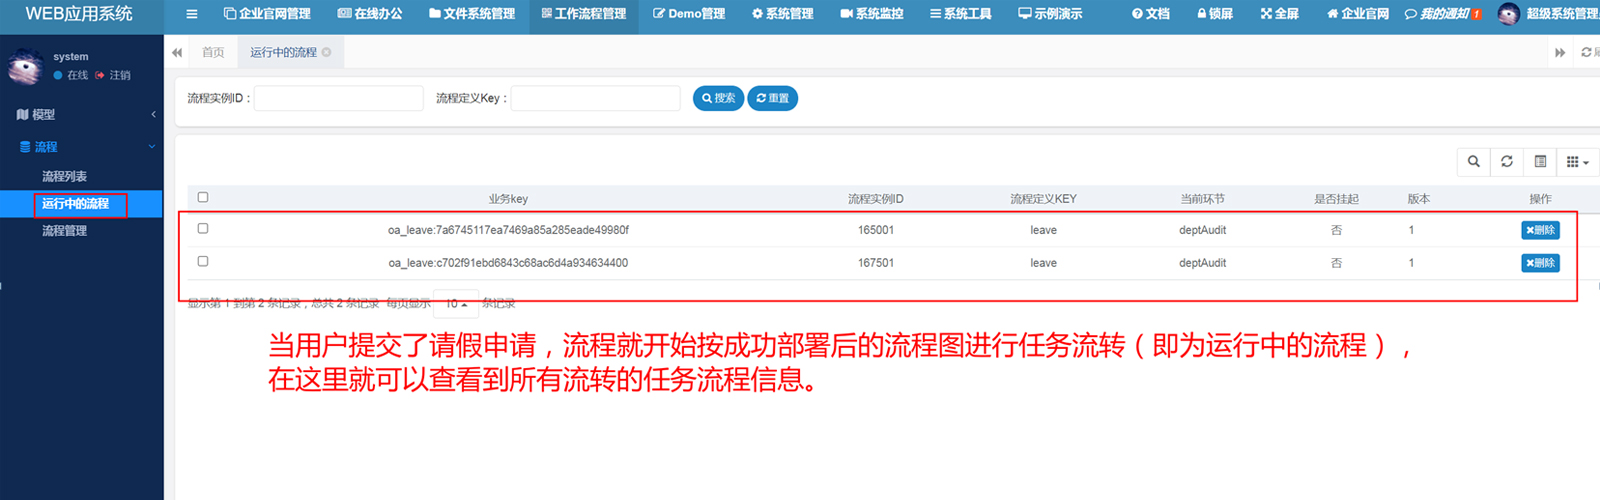 WEB应用系统 企业官网管理 在线办公 文件系统管理 工作流程管理 Demo管理 系统管理 系统监控 系统工具 示例演示 文档 锁屏 全屏 企业官网 我的通知 1 超级系统管理
system
在线 注销
首页 运行中的流程
模型
流程
流程列表
运行中的流程
流程管理
流程实例ID： 流程定义Key： 搜索 重置
业务key 流程实例ID 流程定义KEY 当前环节 是否挂起 版本 操作
oa_leave:7a6745117ea7469a85a285eade49980f 165001 leave deptAudit 否 1 删除
oa_leave:c702f91ebd6843c68ac6d4a934634400 167501 leave deptAudit 否 1 删除
显示第 1 到第 2 条记录，总共 2 条记录 每页显示 10 条记录
当用户提交了请假申请，流程就开始按成功部署后的流程图进行任务流转（即为运行中的流程），
在这里就可以查看到所有流转的任务流程信息。